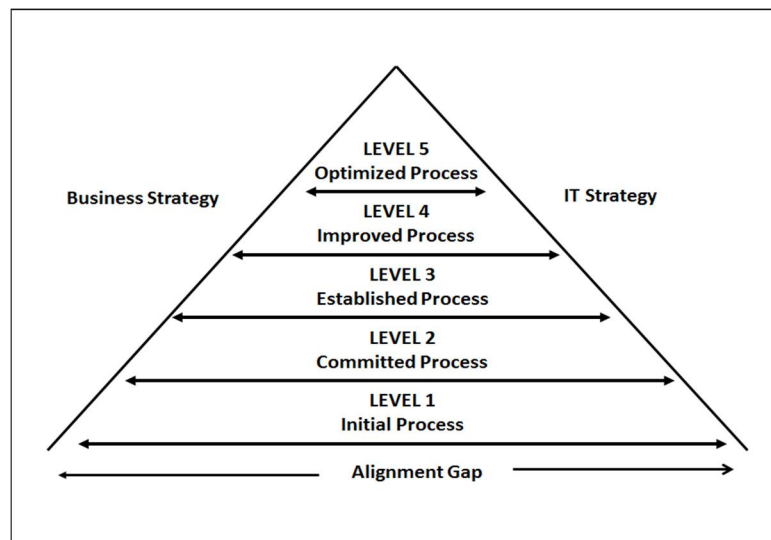 LEVEL 5
Optimized Process
Business Strategy
IT Strategy
LEVEL 4
Improved Process
LEVEL 3
Established Process
LEVEL 2
Committed Process
LEVEL 1
Initial Process
Alignment Gap